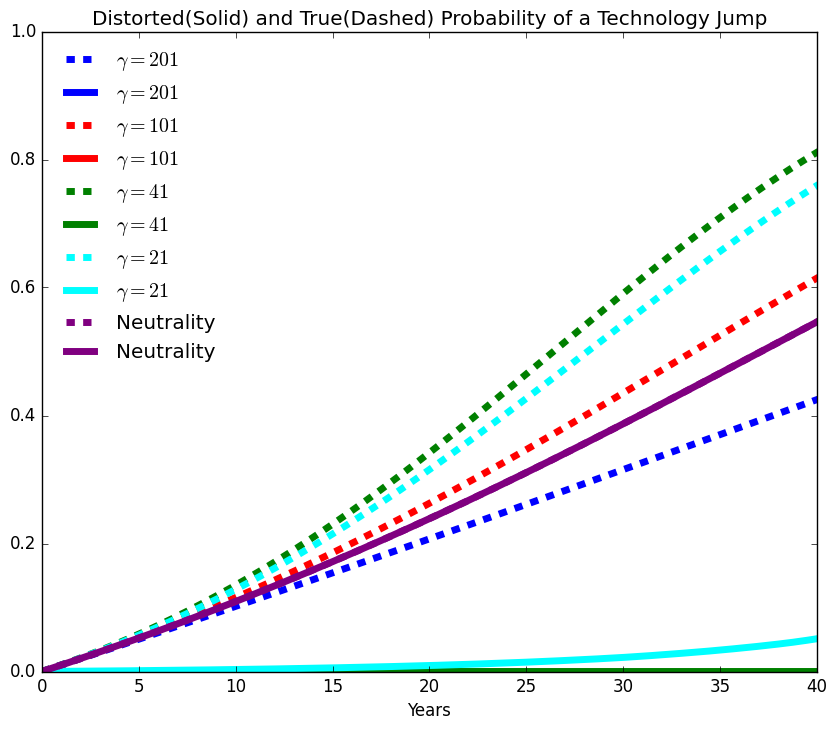 Distorted(Solid) and True(Dashed) Probability of a Technology Jump
1.0
0.8
0.6
0.4
0.2
0.0
γ = 201
γ = 201
γ = 101
γ = 101
γ = 41
γ = 41
γ = 21
γ = 21
Neutrality
Neutrality
0 5 10 15 20 25 30 35 40
Years